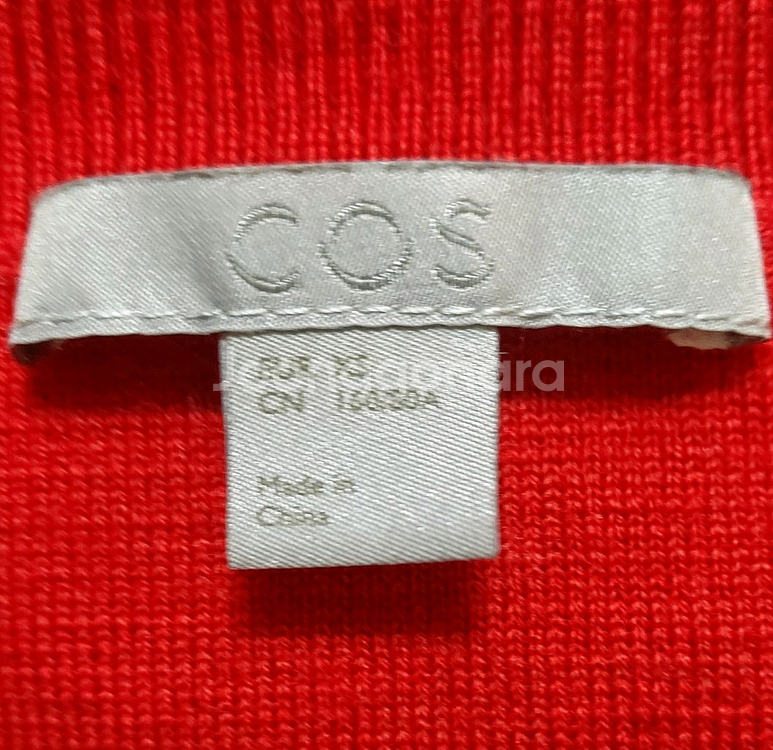 COS
EUR XS
CN 160/80A
Made in
China